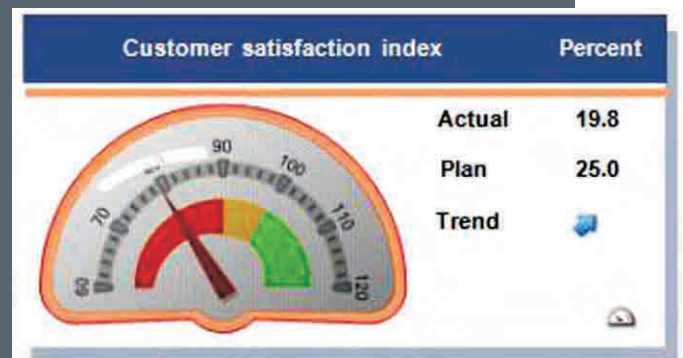 Customer satisfaction index Percent
Actual 19.8
Plan 25.0
Trend
60
70
90
100
110
120